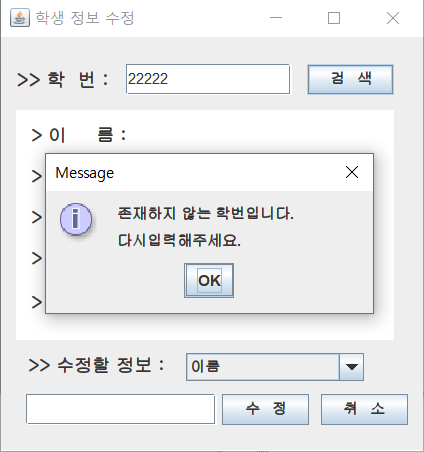 학생 정보 수정
>> 학 번 : 22222 검 색
> 이 름 :
Message
>
존재하지 않는 학번입니다.
>
다시입력해주세요.
>
OK
>
>> 수정할 정보 : 이름
수 정 취 소